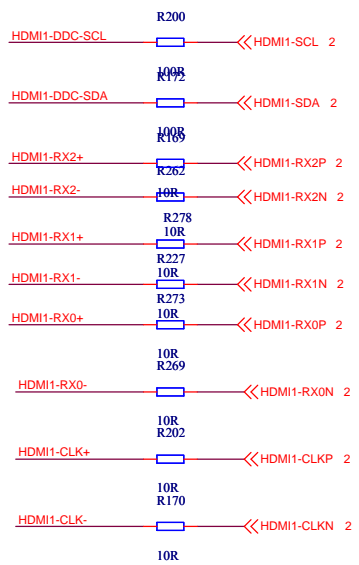 R200
HDMI1-DDC-SCL HDMI1-SCL 2
100R
R172
HDMI1-DDC-SDA HDMI1-SDA 2
100R
R169
HDMI1-RX2+ HDMI1-RX2P 2
R262
HDMI1-RX2- 10R HDMI1-RX2N 2
R278
HDMI1-RX1+ 10R HDMI1-RX1P 2
R227
HDMI1-RX1- 10R HDMI1-RX1N 2
R273
HDMI1-RX0+ 10R HDMI1-RX0P 2
10R
R269
HDMI1-RX0- HDMI1-RX0N 2
10R
R202
HDMI1-CLK+ HDMI1-CLKP 2
10R
R170
HDMI1-CLK- HDMI1-CLKN 2
10R